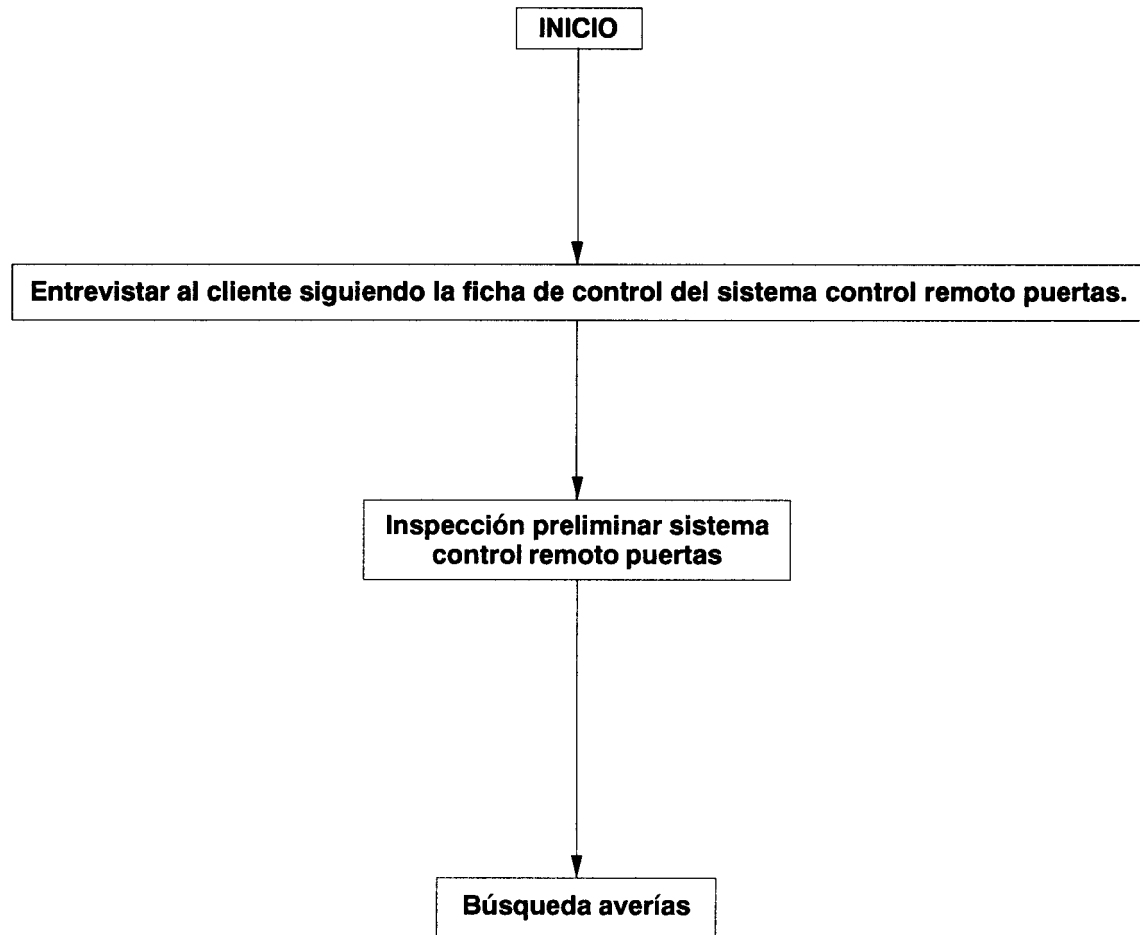 INICIO
Entrevistar al cliente siguiendo la ficha de control del sistema control remoto puertas.
Inspección preliminar sistema
control remoto puertas
Búsqueda averías